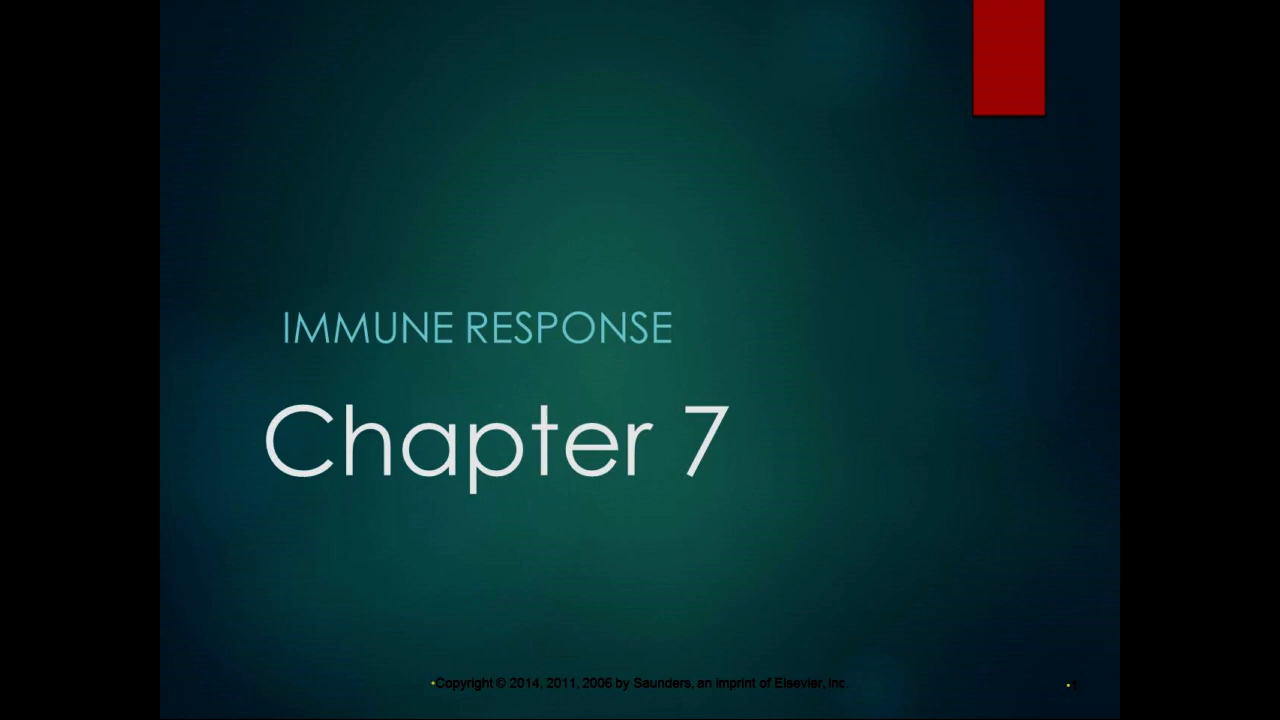 IMMUNE RESPONSE
Chapter 7
•Copyright © 2014, 2011, 2006 by Saunders, an imprint of Elsevier, Inc.